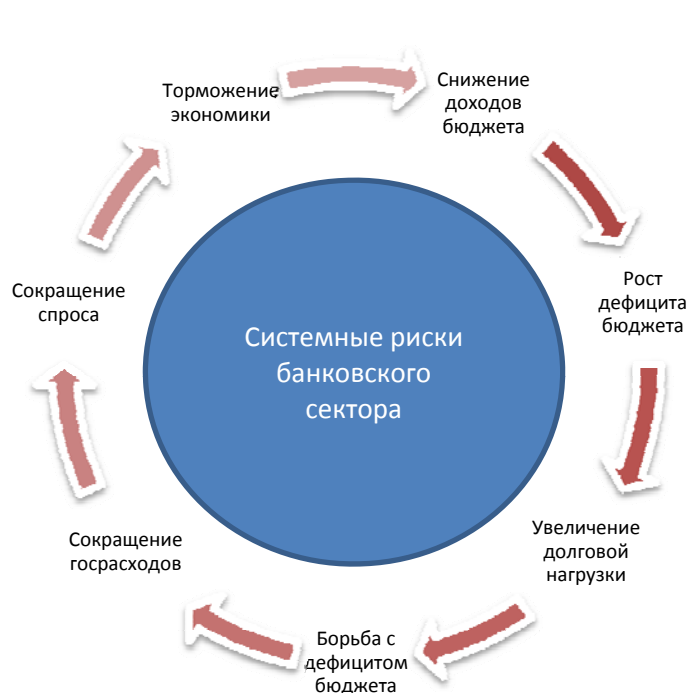 Торможение
экономики
Снижение
доходов
бюджета
Рост
дефицита
бюджета
Увеличение
долговой
нагрузки
Борьба с
дефицитом
бюджета
Сокращение
госрасходов
Сокращение
спроса
Системные риски
банковского
сектора